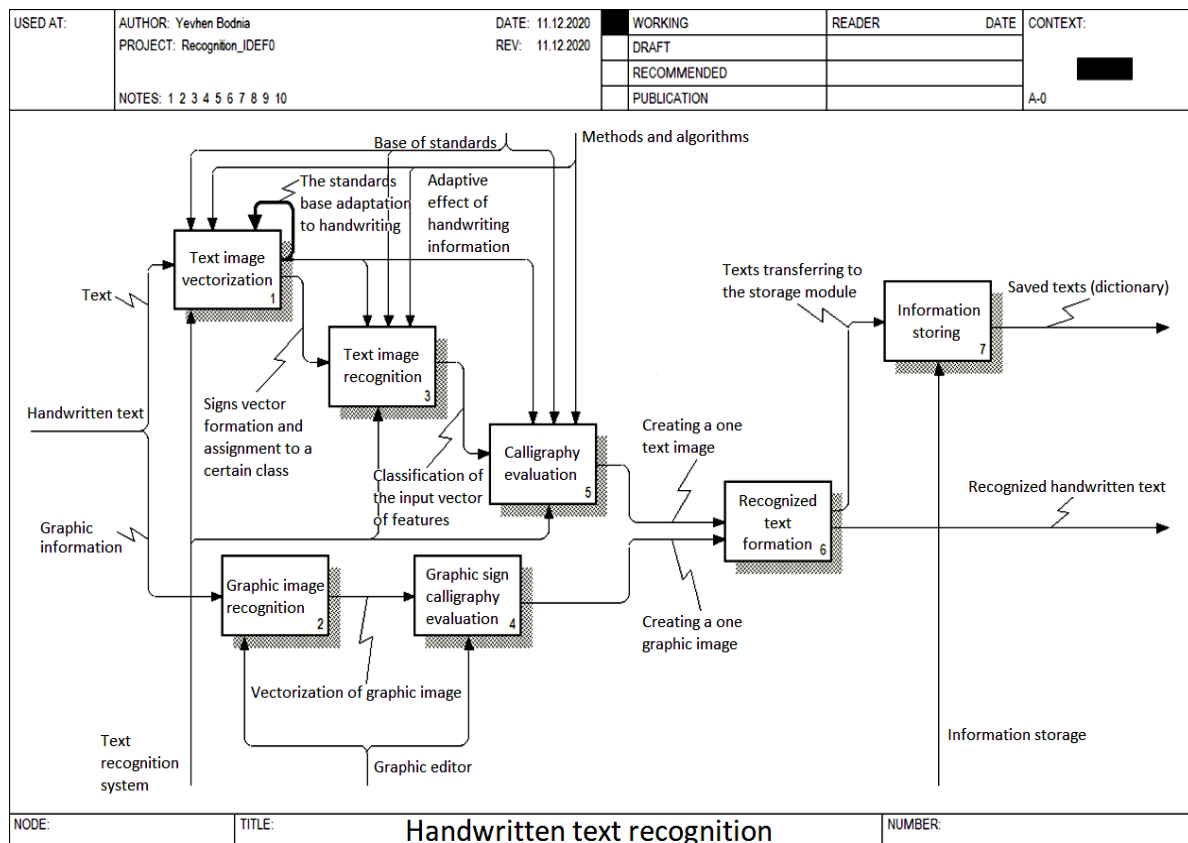 USED AT:
AUTHOR: Yevhen Bodnia
DATE: 11.12.2020
PROJECT: Recognition_IDEF0
REV: 11.12.2020
NOTES: 1 2 3 4 5 6 7 8 9 10
WORKING
DRAFT
RECOMMENDED
PUBLICATION
READER
DATE
CONTEXT:
A-0
Base of standards
Methods and algorithms
The standards
base adaptation
to handwriting
Adaptive
effect of
handwriting
information
Text image
vectorization
1
Text
Texts transferring to
the storage module
Information
storing
7
Saved texts (dictionary)
Text image
recognition
3
Handwritten text
Signs vector
formation and
assignment to a
certain class
Classification of
the input vector
of features
Calligraphy
evaluation
5
Creating a one
text image
Recognized
text
formation
6
Recognized handwritten text
Graphic
information
Graphic image
recognition
2
Graphic sign
calligraphy
evaluation
4
Creating a one
graphic image
Vectorization of graphic image
Text
recognition
system
Graphic editor
Information storage
NODE:
TITLE:
Handwritten text recognition
NUMBER: